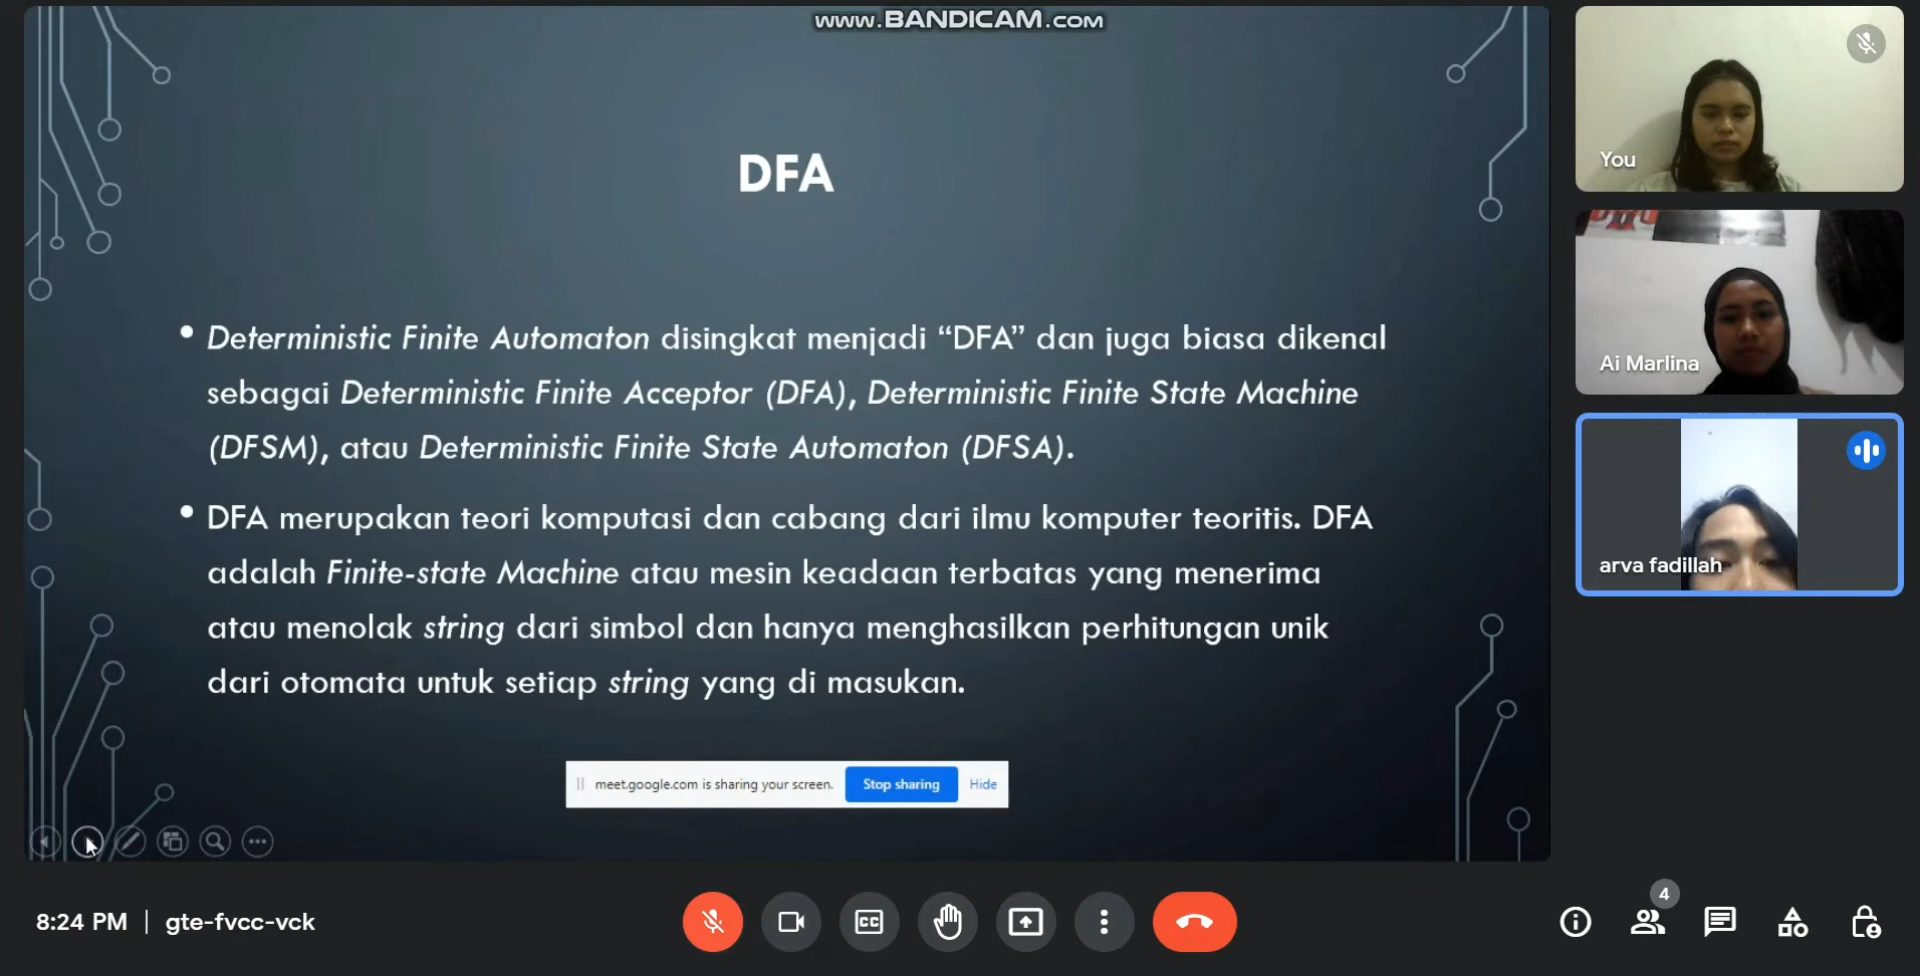 www.BANDICAM.com
DFA
• Deterministic Finite Automaton disingkat menjadi “DFA” dan juga biasa dikenal
sebagai Deterministic Finite Acceptor (DFA), Deterministic Finite State Machine
(DFSM), atau Deterministic Finite State Automaton (DFSA).
• DFA merupakan teori komputasi dan cabang dari ilmu komputer teoritis. DFA
adalah Finite-state Machine atau mesin keadaan terbatas yang menerima
atau menolak string dari simbol dan hanya menghasilkan perhitungan unik
dari otomata untuk setiap string yang di masukan.
meet.google.com is sharing your screen. Stop sharing Hide
You
Ai Marlina
arva fadillah
8:24 PM | gte-fvcc-vck
CC
4